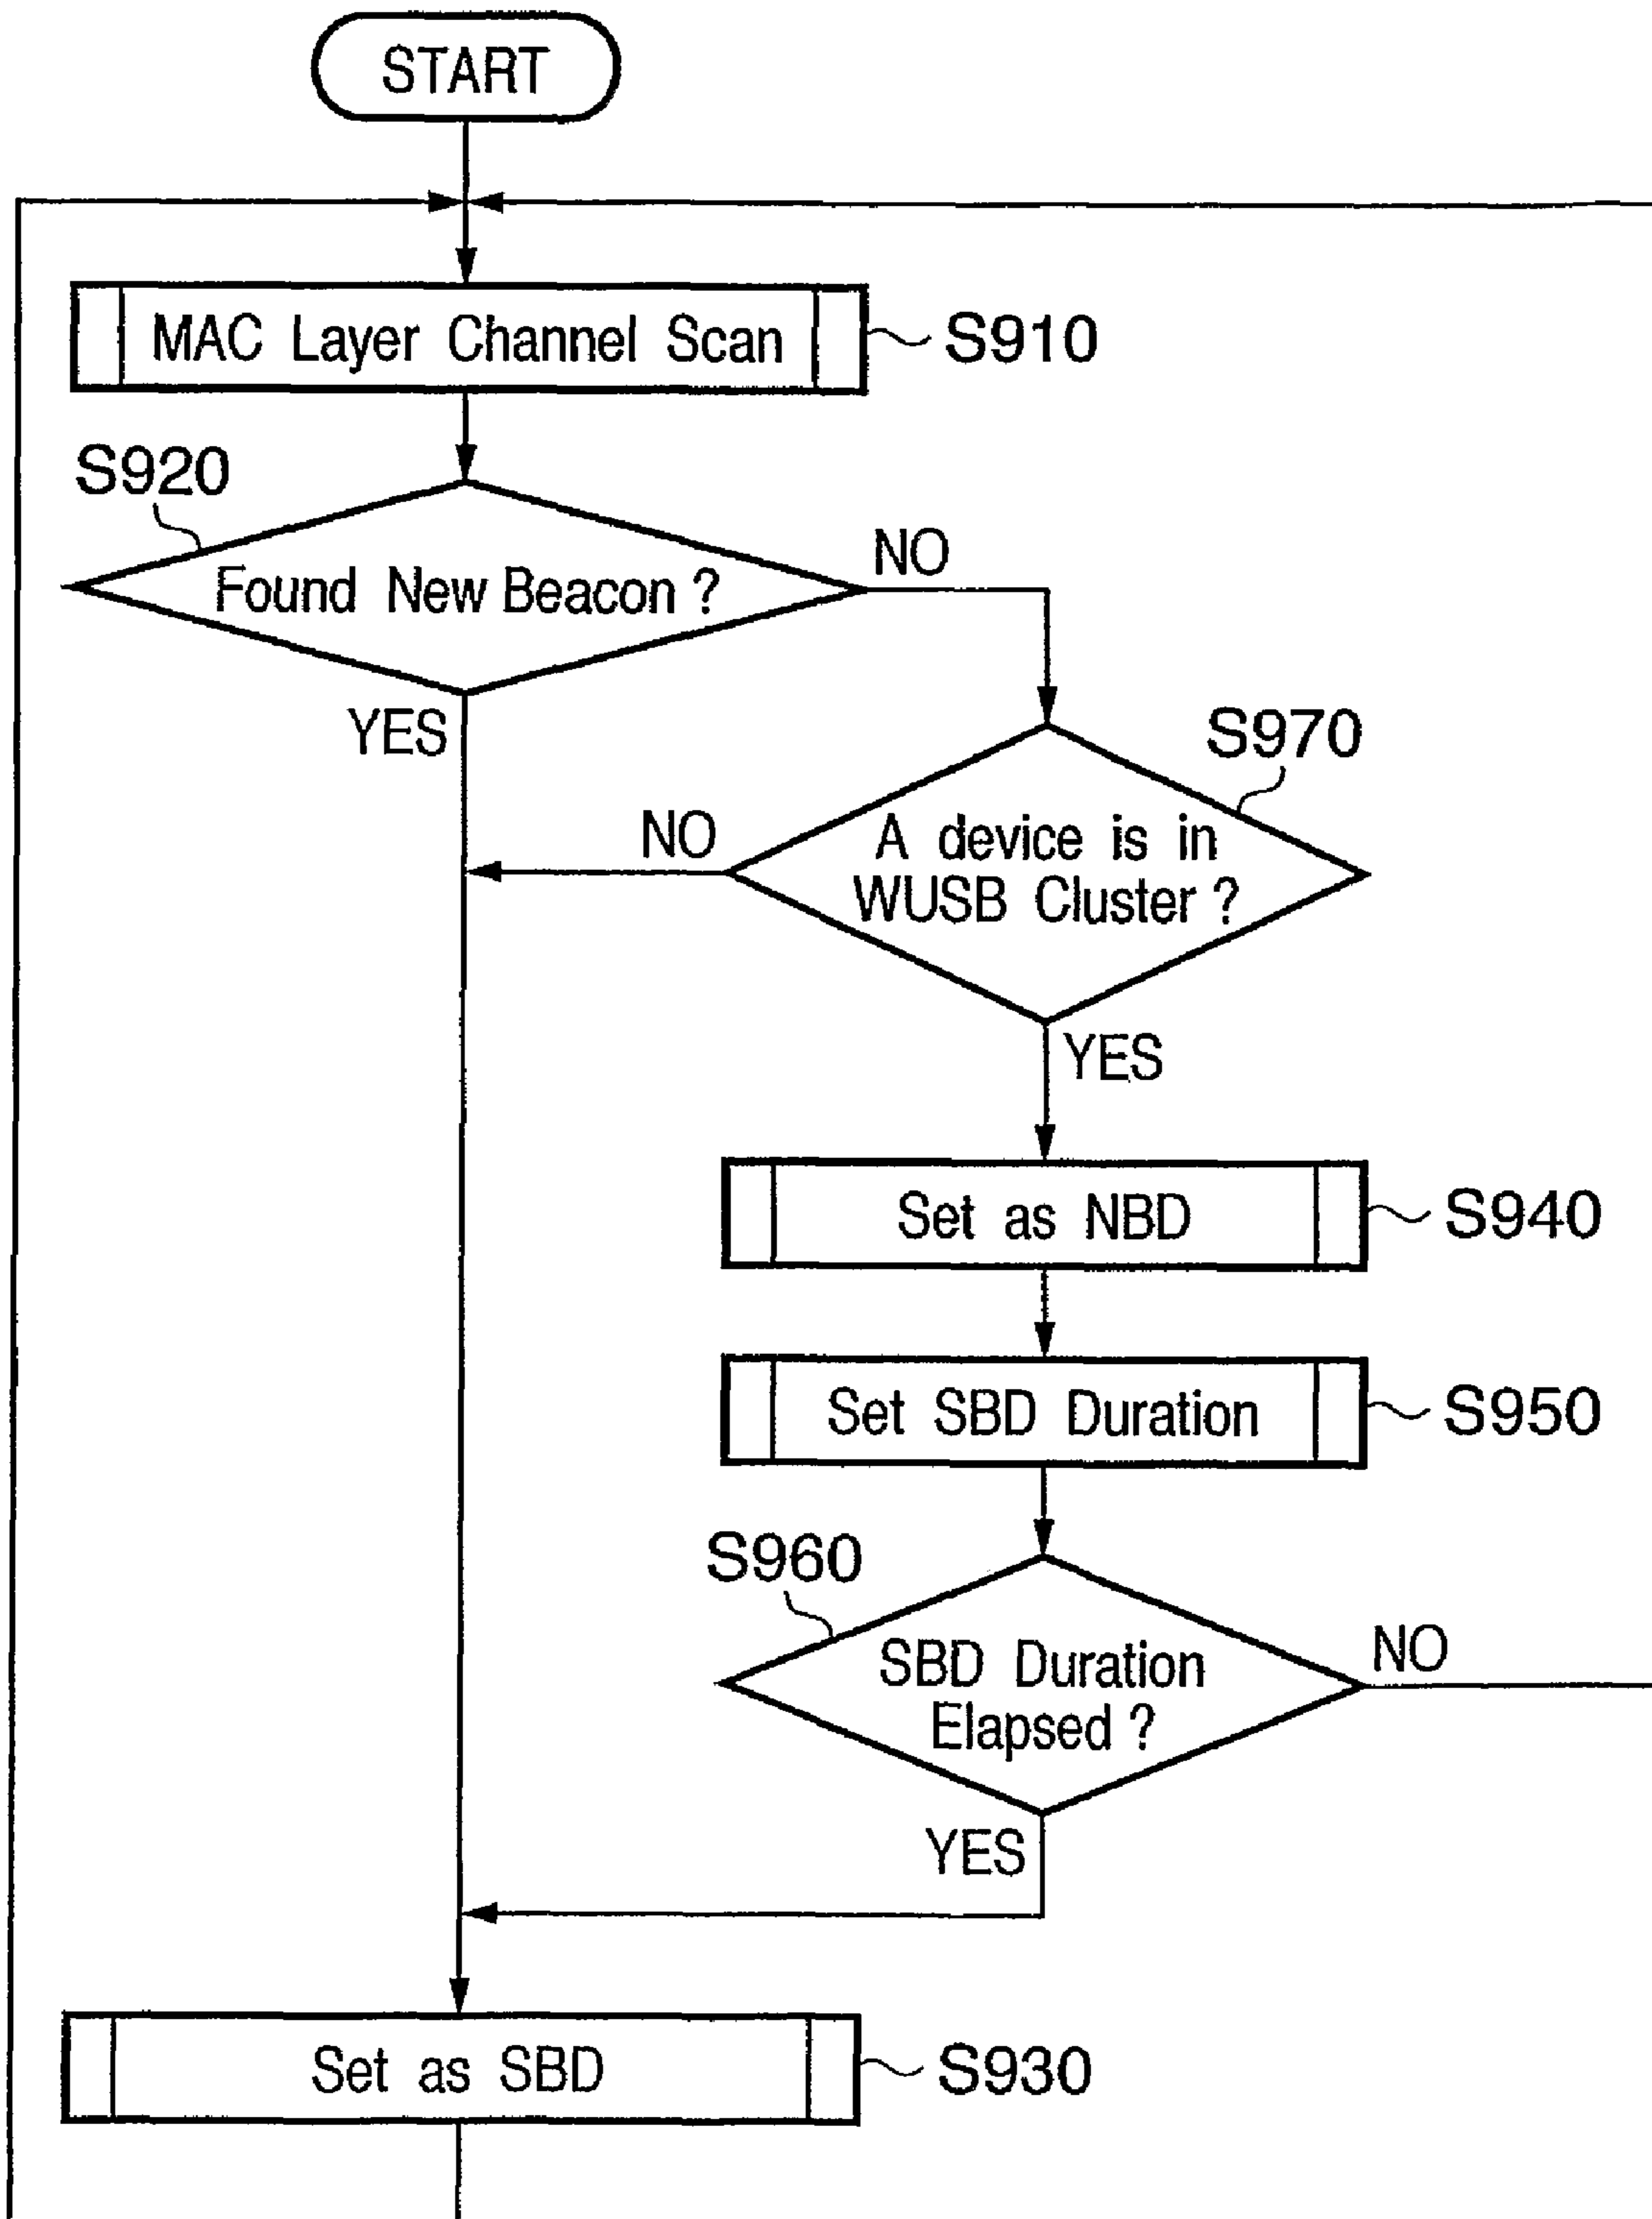 START
MAC Layer Channel Scan
S910
S920
Found New Beacon ?
NO
YES
S970
NO
A device is in
WUSB Cluster ?
YES
Set as NBD
S940
Set SBD Duration
S950
S960
SBD Duration
Elapsed ?
NO
YES
Set as SBD
S930